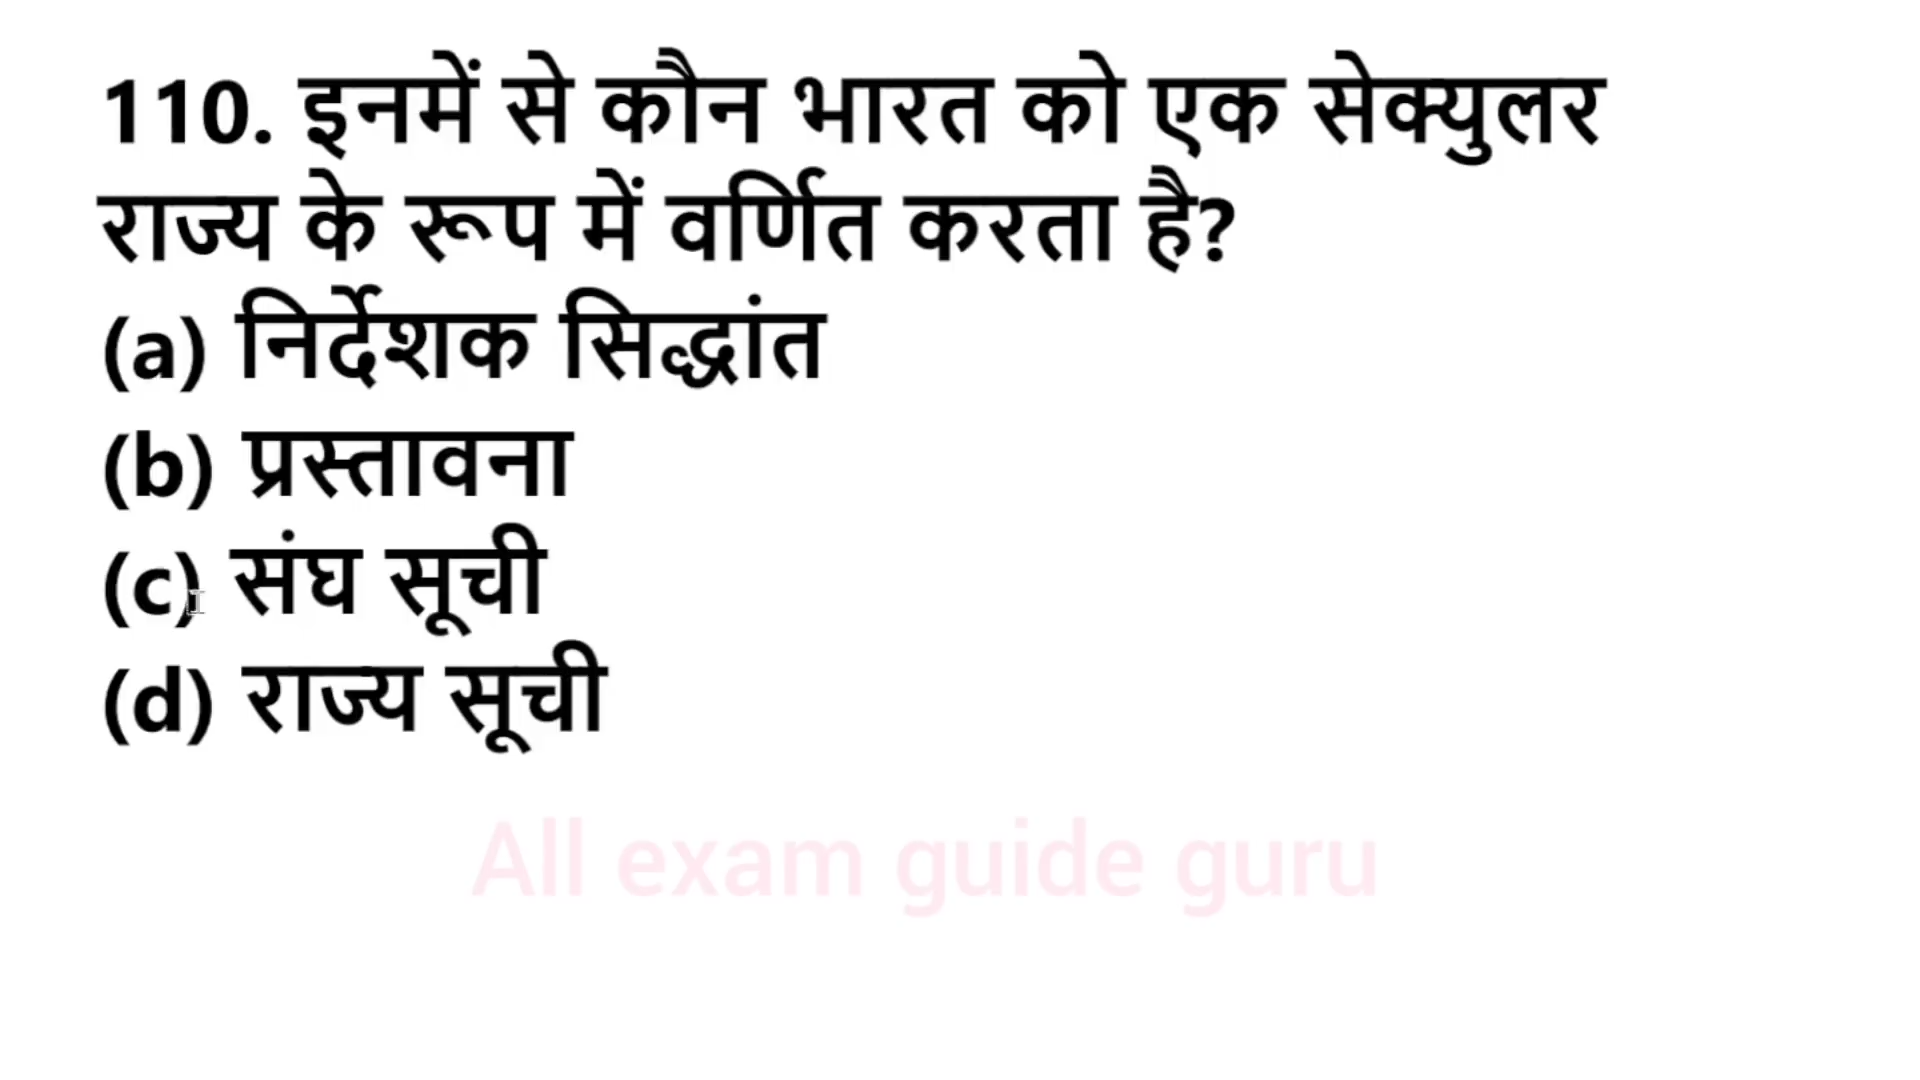 110. इनमें से कौन भारत को एक सेक्युलर
राज्य के रूप में वर्णित करता है?
(a) निर्देशक सिद्धांत
(b) प्रस्तावना
(c) संघ सूची
(d) राज्य सूची
All exam guide guru